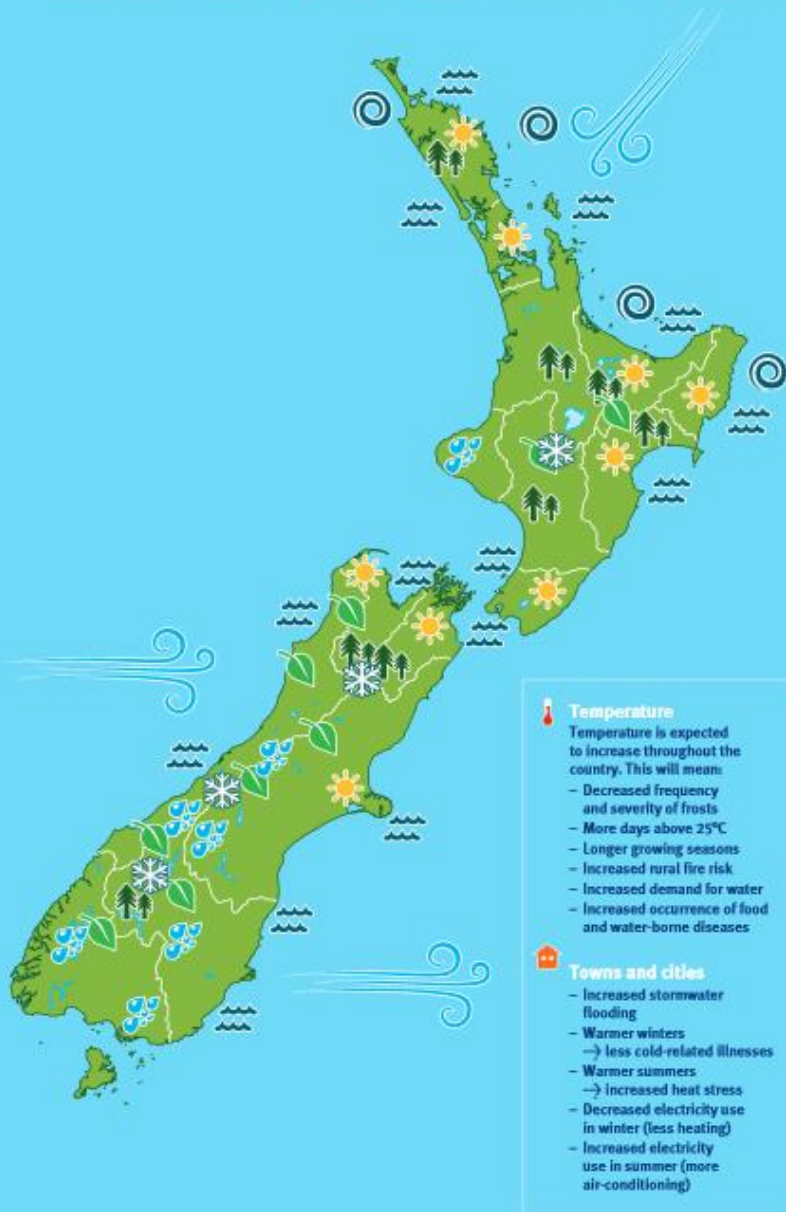 Temperature
Temperature is expected
to increase throughout the
country. This will mean:
– Decreased frequency
and severity of frosts
– More days above 25°C
– Longer growing seasons
– Increased rural fire risk
– Increased demand for water
– Increased occurrence of food
and water-borne diseases
Towns and cities
– Increased stormwater
flooding
– Warmer winters
→ less cold-related illnesses
– Warmer summers
→ increased heat stress
– Decreased electricity use
in winter (less heating)
– Increased electricity
use in summer (more
air-conditioning)